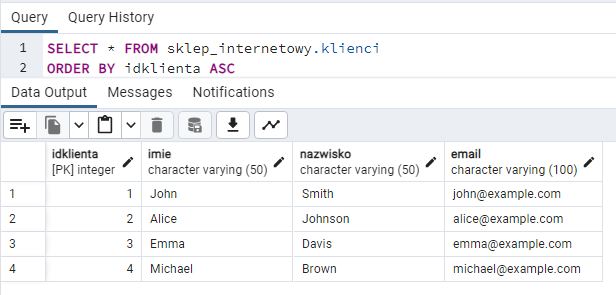 Query Query History
1 SELECT * FROM sklep_internetowy.klienci
2 ORDER BY idklienta ASC
Data Output Messages Notifications
idklienta imie nazwisko email
[PK] integer character varying (50) character varying (50) character varying (100)
1 1 John Smith john@example.com
2 2 Alice Johnson alice@example.com
3 3 Emma Davis emma@example.com
4 4 Michael Brown michael@example.com